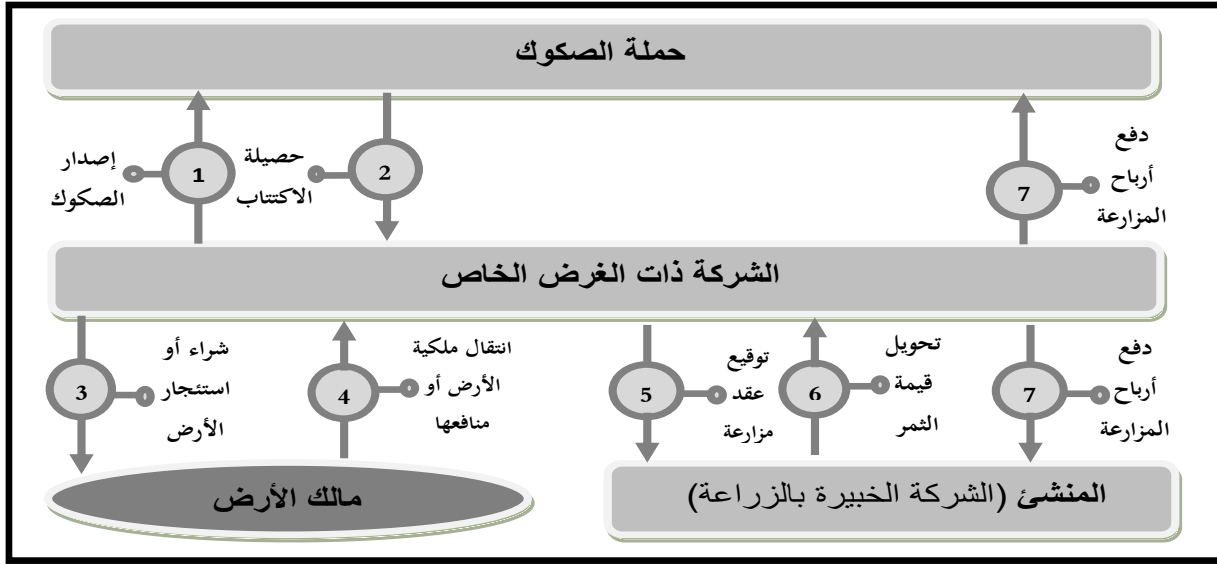 حملة الصكوك
1
إصدار
الصكوك
2
حصيلة
الاكتتاب
7
دفع
أرباح
المزارعة
الشركة ذات الغرض الخاص
3
شراء أو
استئجار
الأرض
4
انتقال ملكية
الأرض أو
منافعها
5
توقيع
عقد
مزارعة
6
تحويل
قيمة
الثمر
7
دفع
أرباح
المزارعة
مالك الأرض
المنشئ (الشركة الخبيرة بالزراعة)